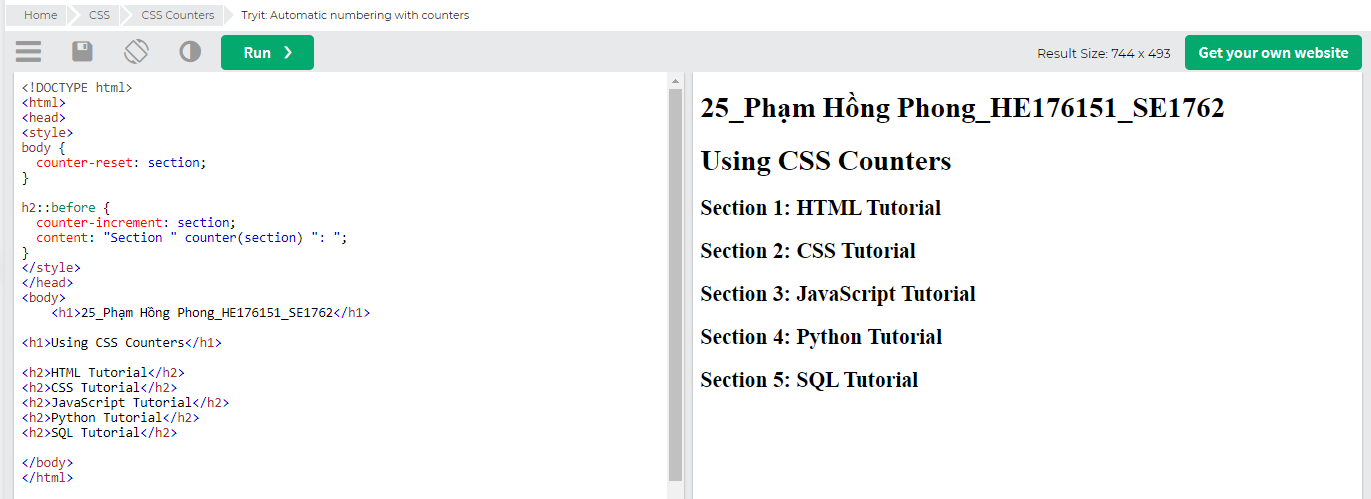 Home CSS CSS Counters Tryit: Automatic numbering with counters
Run ❯ Result Size: 744 x 493 Get your own website
<!DOCTYPE html>
<html>
<head>
<style>
body {
  counter-reset: section;
}

h2::before {
  counter-increment: section;
  content: "Section " counter(section) ": ";
}
</style>
</head>
<body>
    <h1>25_Phạm Hồng Phong_HE176151_SE1762</h1>

<h1>Using CSS Counters</h1>

<h2>HTML Tutorial</h2>
<h2>CSS Tutorial</h2>
<h2>JavaScript Tutorial</h2>
<h2>Python Tutorial</h2>
<h2>SQL Tutorial</h2>

</body>
</html>
25_Phạm Hồng Phong_HE176151_SE1762
Using CSS Counters
Section 1: HTML Tutorial
Section 2: CSS Tutorial
Section 3: JavaScript Tutorial
Section 4: Python Tutorial
Section 5: SQL Tutorial